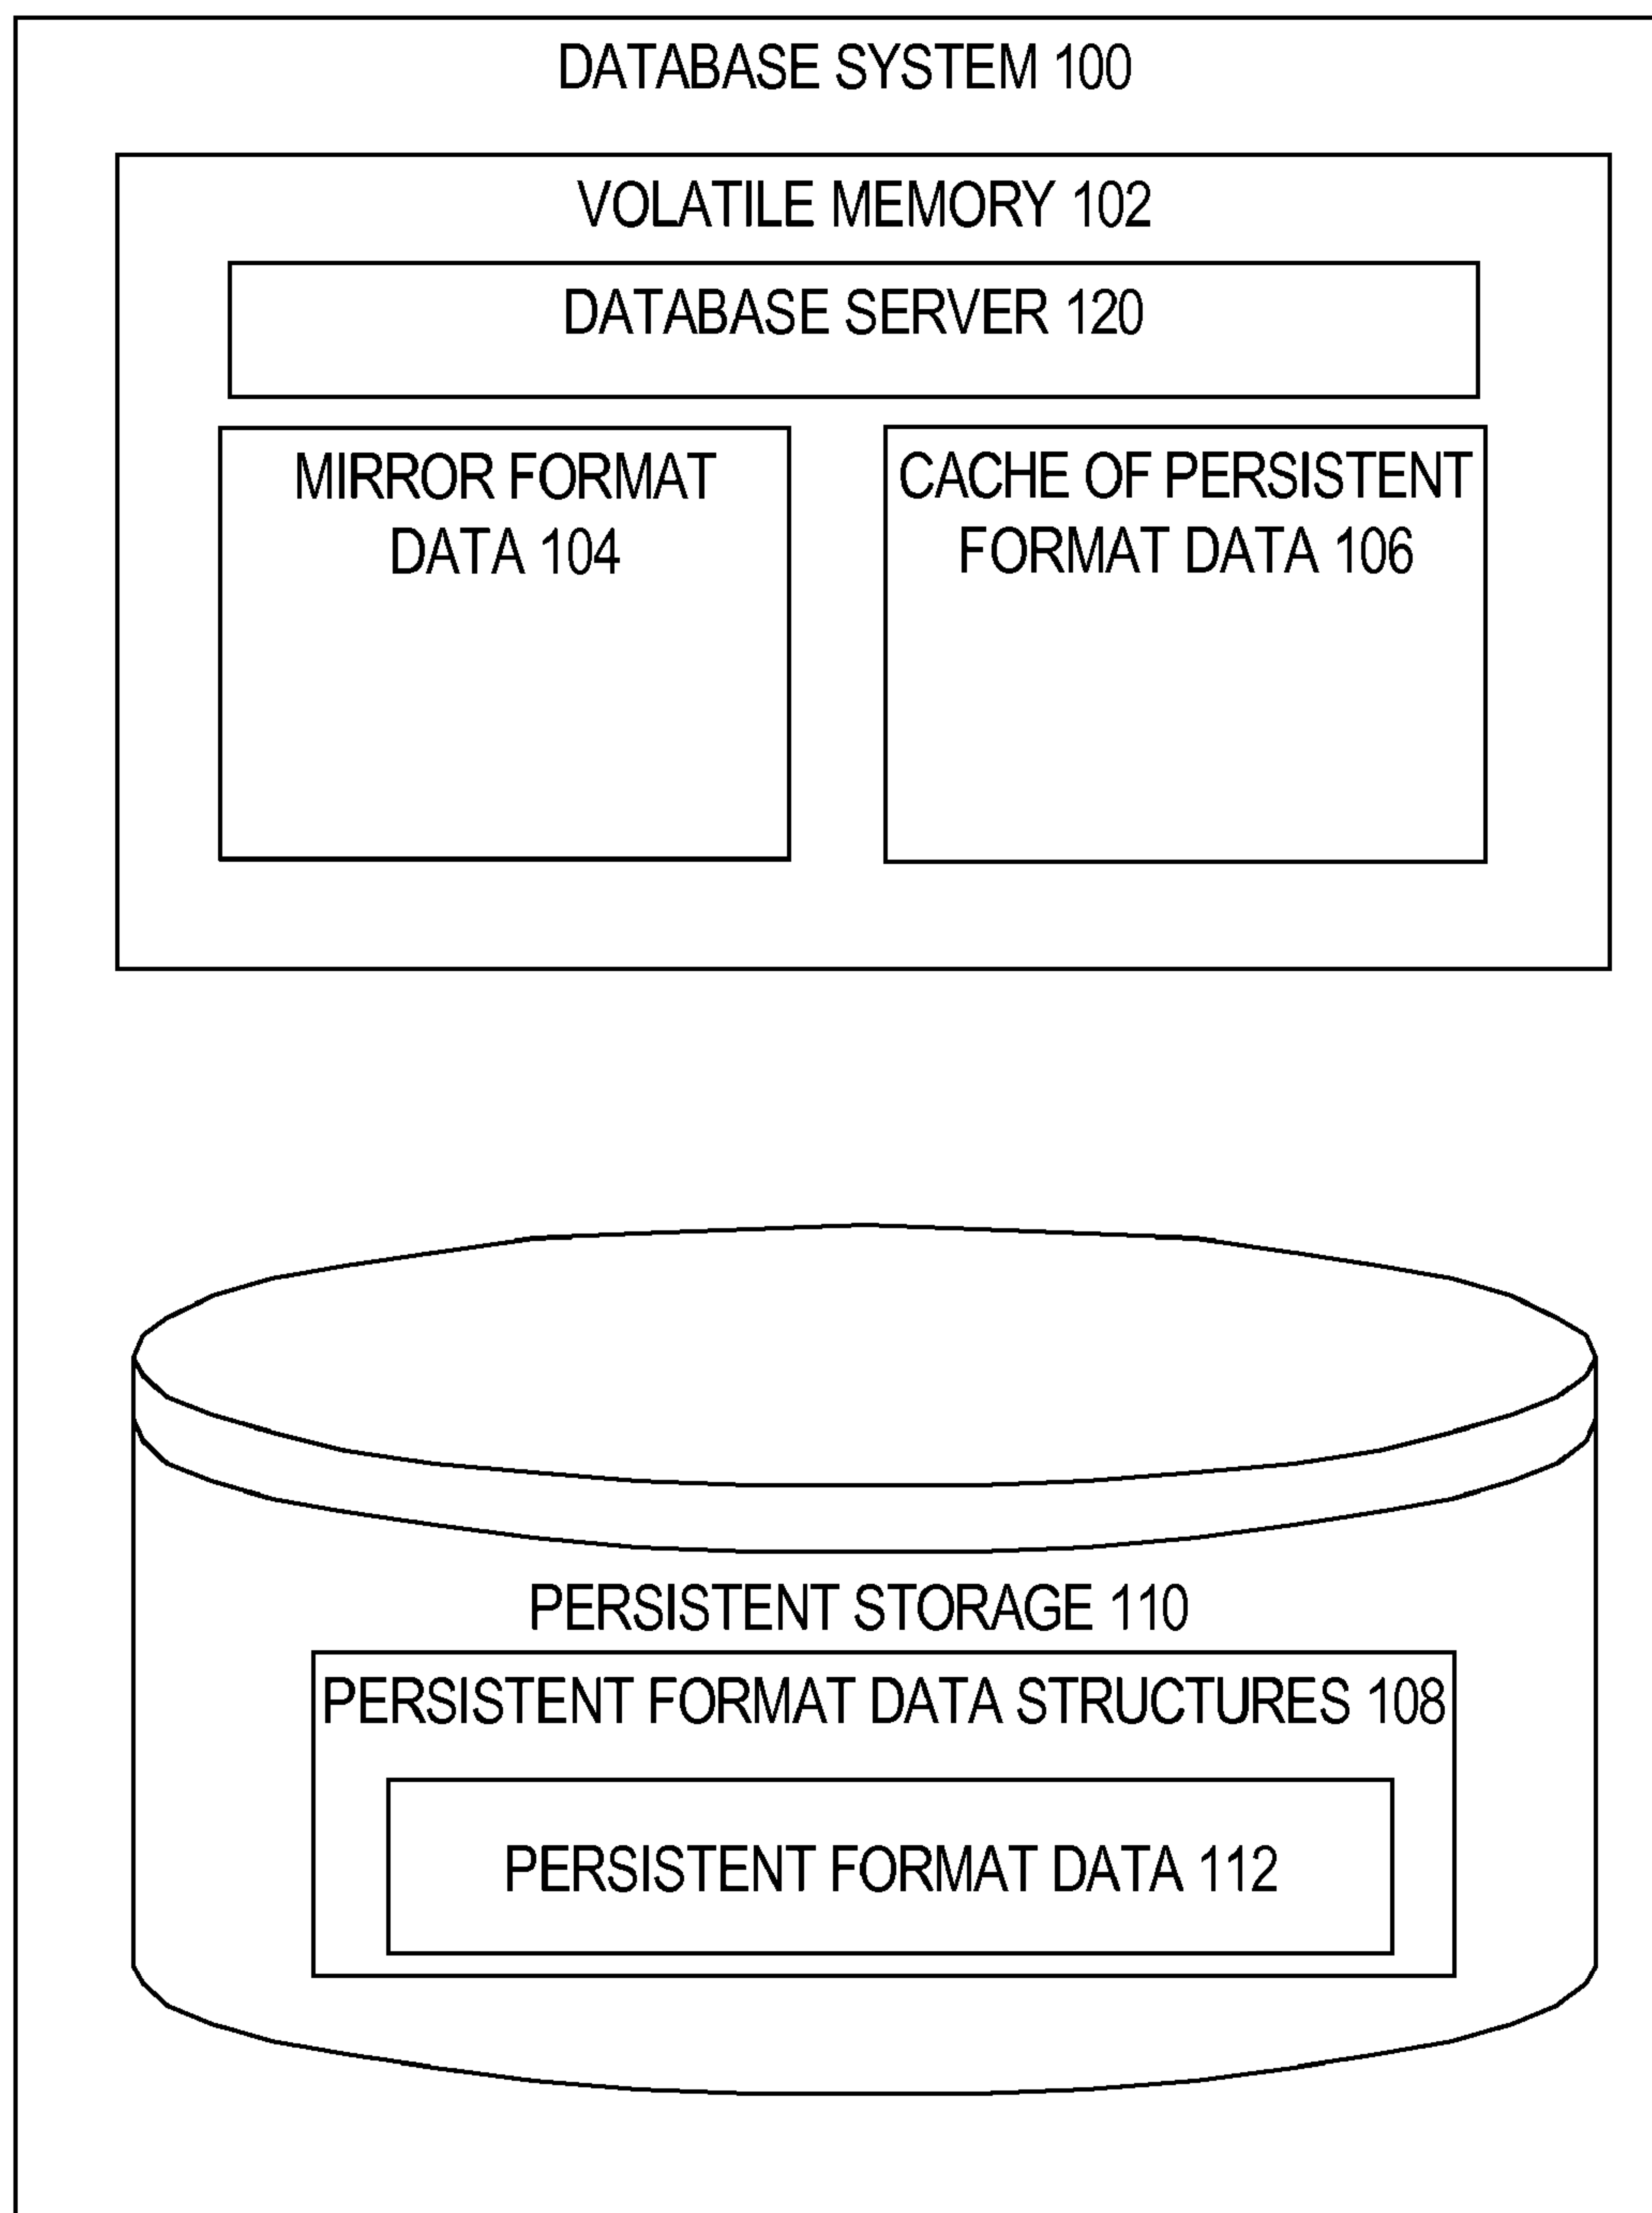 DATABASE SYSTEM 100
VOLATILE MEMORY 102
DATABASE SERVER 120
MIRROR FORMAT
DATA 104
CACHE OF PERSISTENT
FORMAT DATA 106
PERSISTENT STORAGE 110
PERSISTENT FORMAT DATA STRUCTURES 108
PERSISTENT FORMAT DATA 112